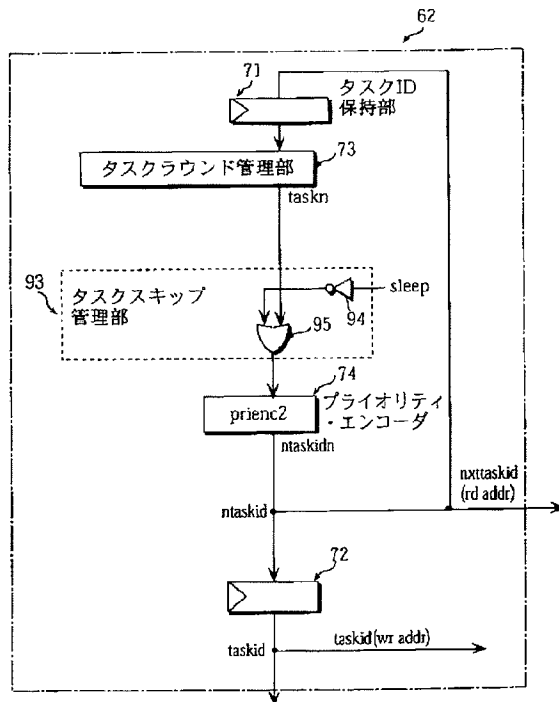 62
71
タスクID
保持部
タスクラウンド管理部
73
taskn
93
タスクスキップ
管理部
sleep
94
95
74
prienc2
プライオリティ
・エンコーダ
ntaskidn
nxttaskid
(rd addr)
ntaskid
72
taskid
taskid(wr addr)